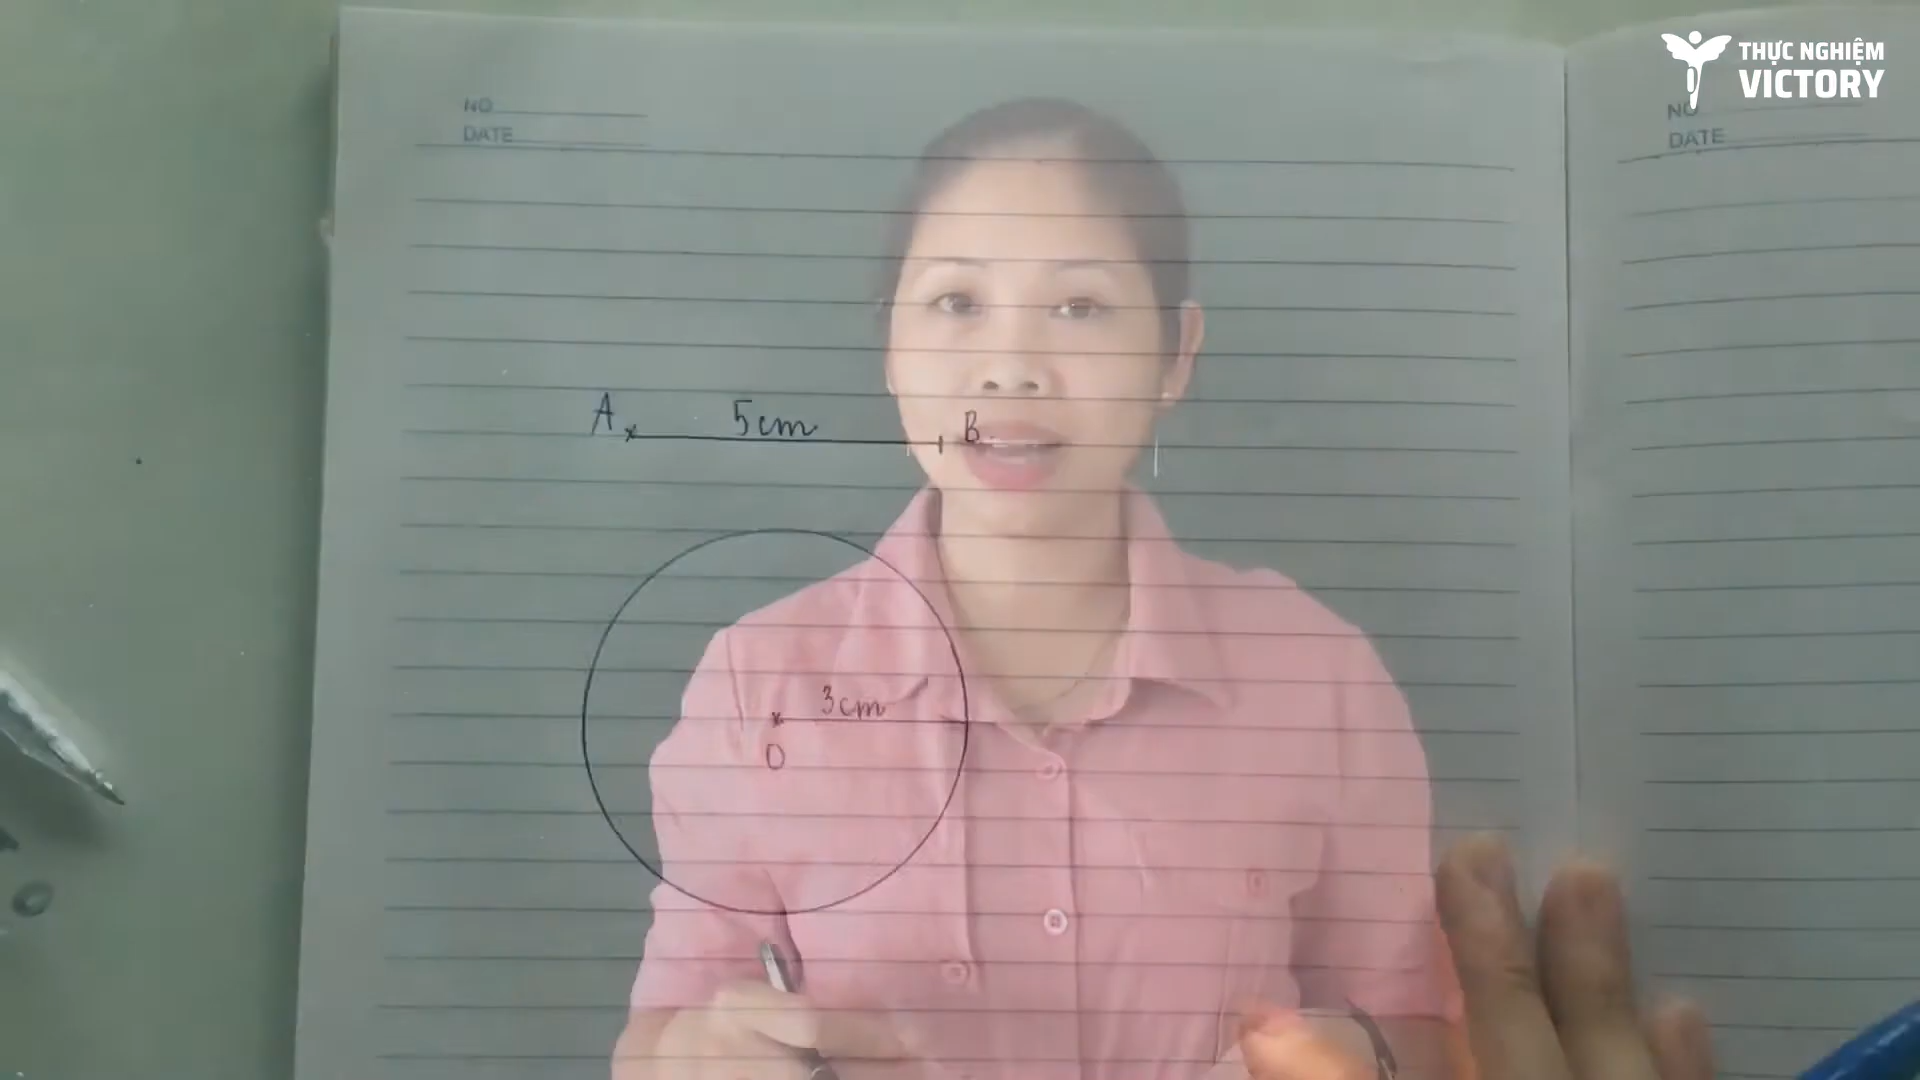 THỰC NGHIỆM
VICTORY
NO
DATE
NO
DATE
A
5cm
B
3cm
O